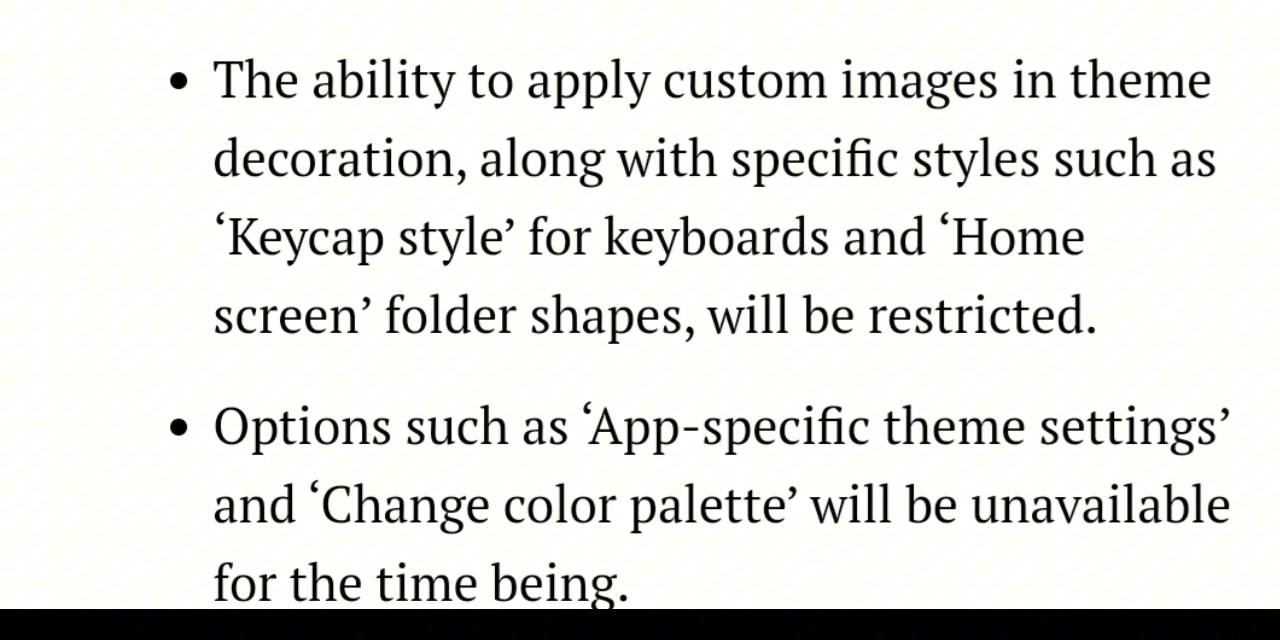 • The ability to apply custom images in theme
decoration, along with specific styles such as
‘Keycap style’ for keyboards and ‘Home
screen’ folder shapes, will be restricted.
• Options such as ‘App-specific theme settings’
and ‘Change color palette’ will be unavailable
for the time being.